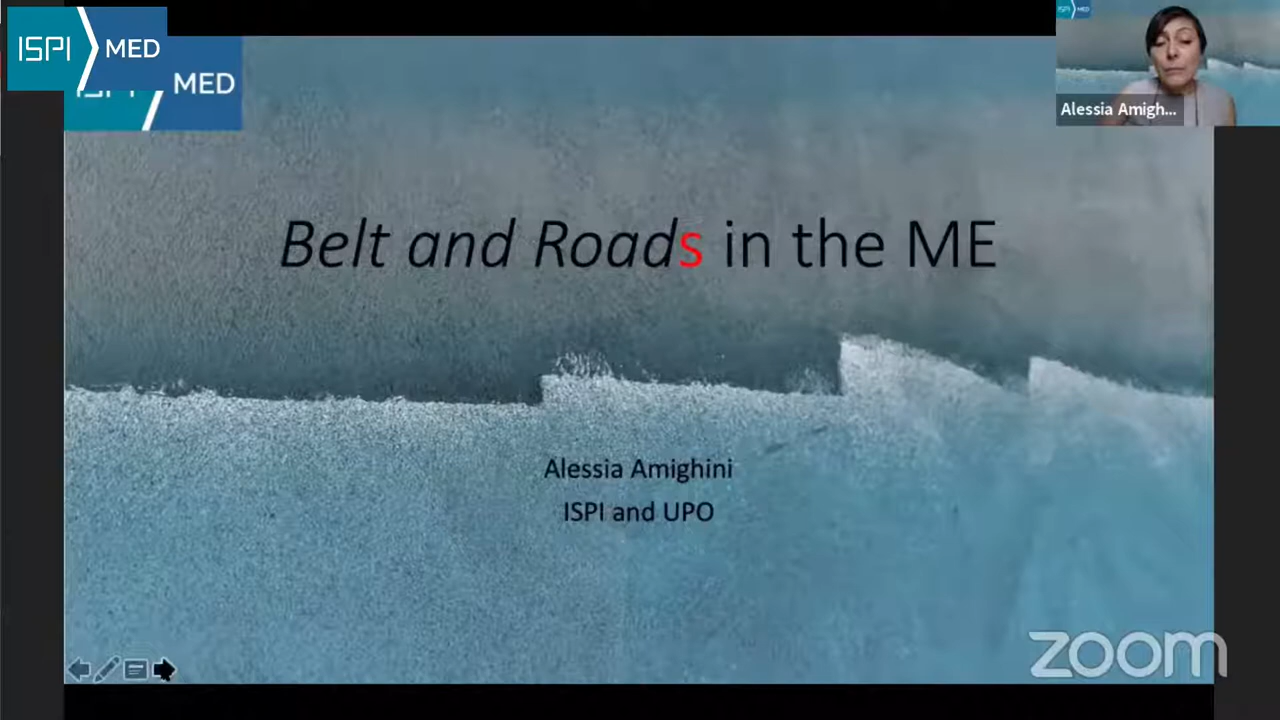 ISPI MED
MED
Alessia Amigh...
Belt and Roads in the ME
Alessia Amighini
ISPI and UPO
zoom